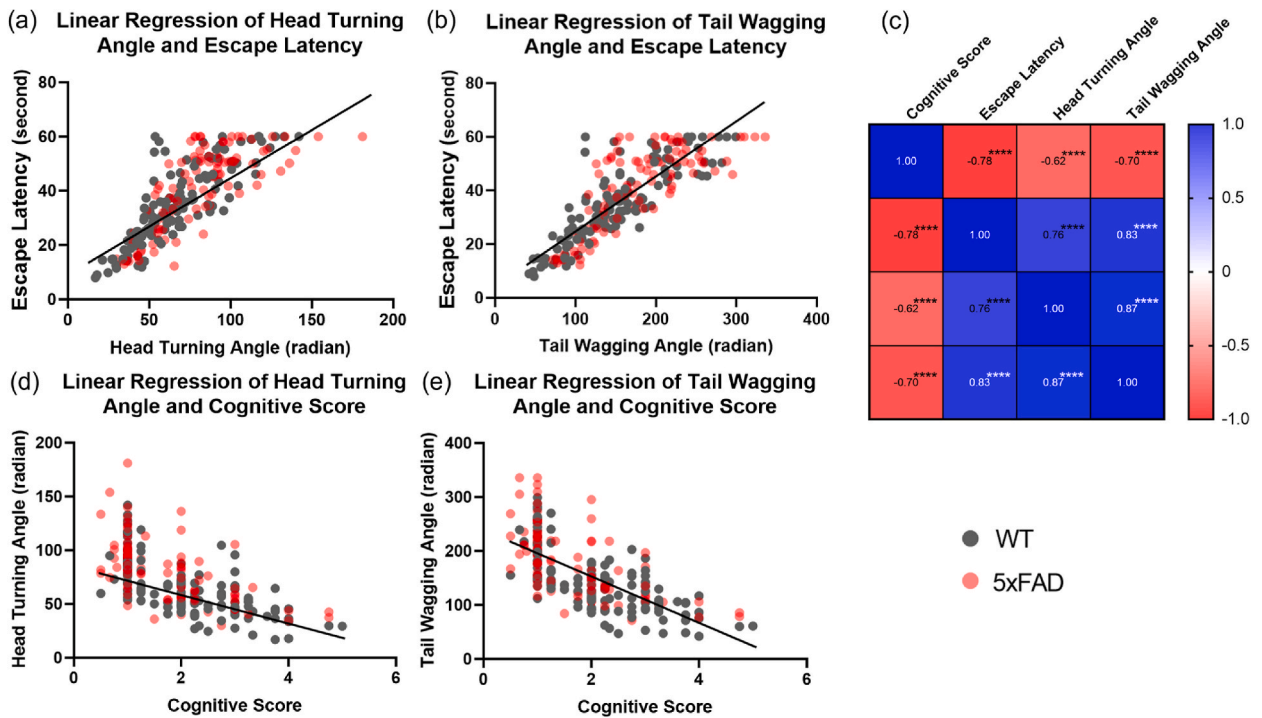 (a) Linear Regression of Head Turning
Angle and Escape Latency
Escape Latency (second)
80
60
40
20
0
0 50 100 150 200
Head Turning Angle (radian)
(b) Linear Regression of Tail Wagging
Angle and Escape Latency
Escape Latency (second)
80
60
40
20
0
0 100 200 300 400
Tail Wagging Angle (radian)
(c)
Cognitive Score
Escape Latency
Head Turning Angle
Tail Wagging Angle
1.00 -0.78**** -0.62**** -0.70****
-0.78**** 1.00 0.76**** 0.83****
-0.62**** 0.76**** 1.00 0.87****
-0.70**** 0.83**** 0.87**** 1.00
1.0
0.5
0
-0.5
-1.0
(d) Linear Regression of Head Turning
Angle and Cognitive Score
Head Turning Angle (radian)
200
150
100
50
0
0 2 4 6
Cognitive Score
(e) Linear Regression of Tail Wagging
Angle and Cognitive Score
Tail Wagging Angle (radian)
400
300
200
100
0
0 2 4 6
Cognitive Score
WT
5xFAD